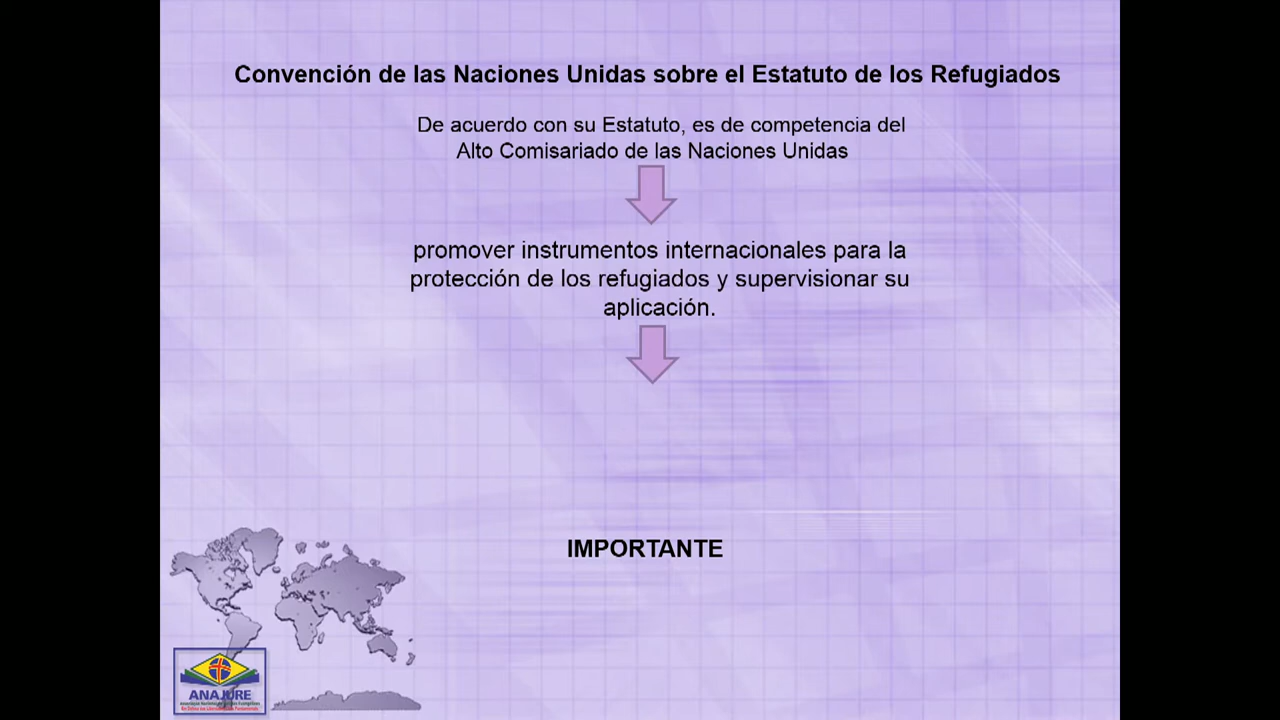 Convención de las Naciones Unidas sobre el Estatuto de los Refugiados
De acuerdo con su Estatuto, es de competencia del
Alto Comisariado de las Naciones Unidas
promover instrumentos internacionales para la
protección de los refugiados y supervisionar su
aplicación.
IMPORTANTE
ANAJURE